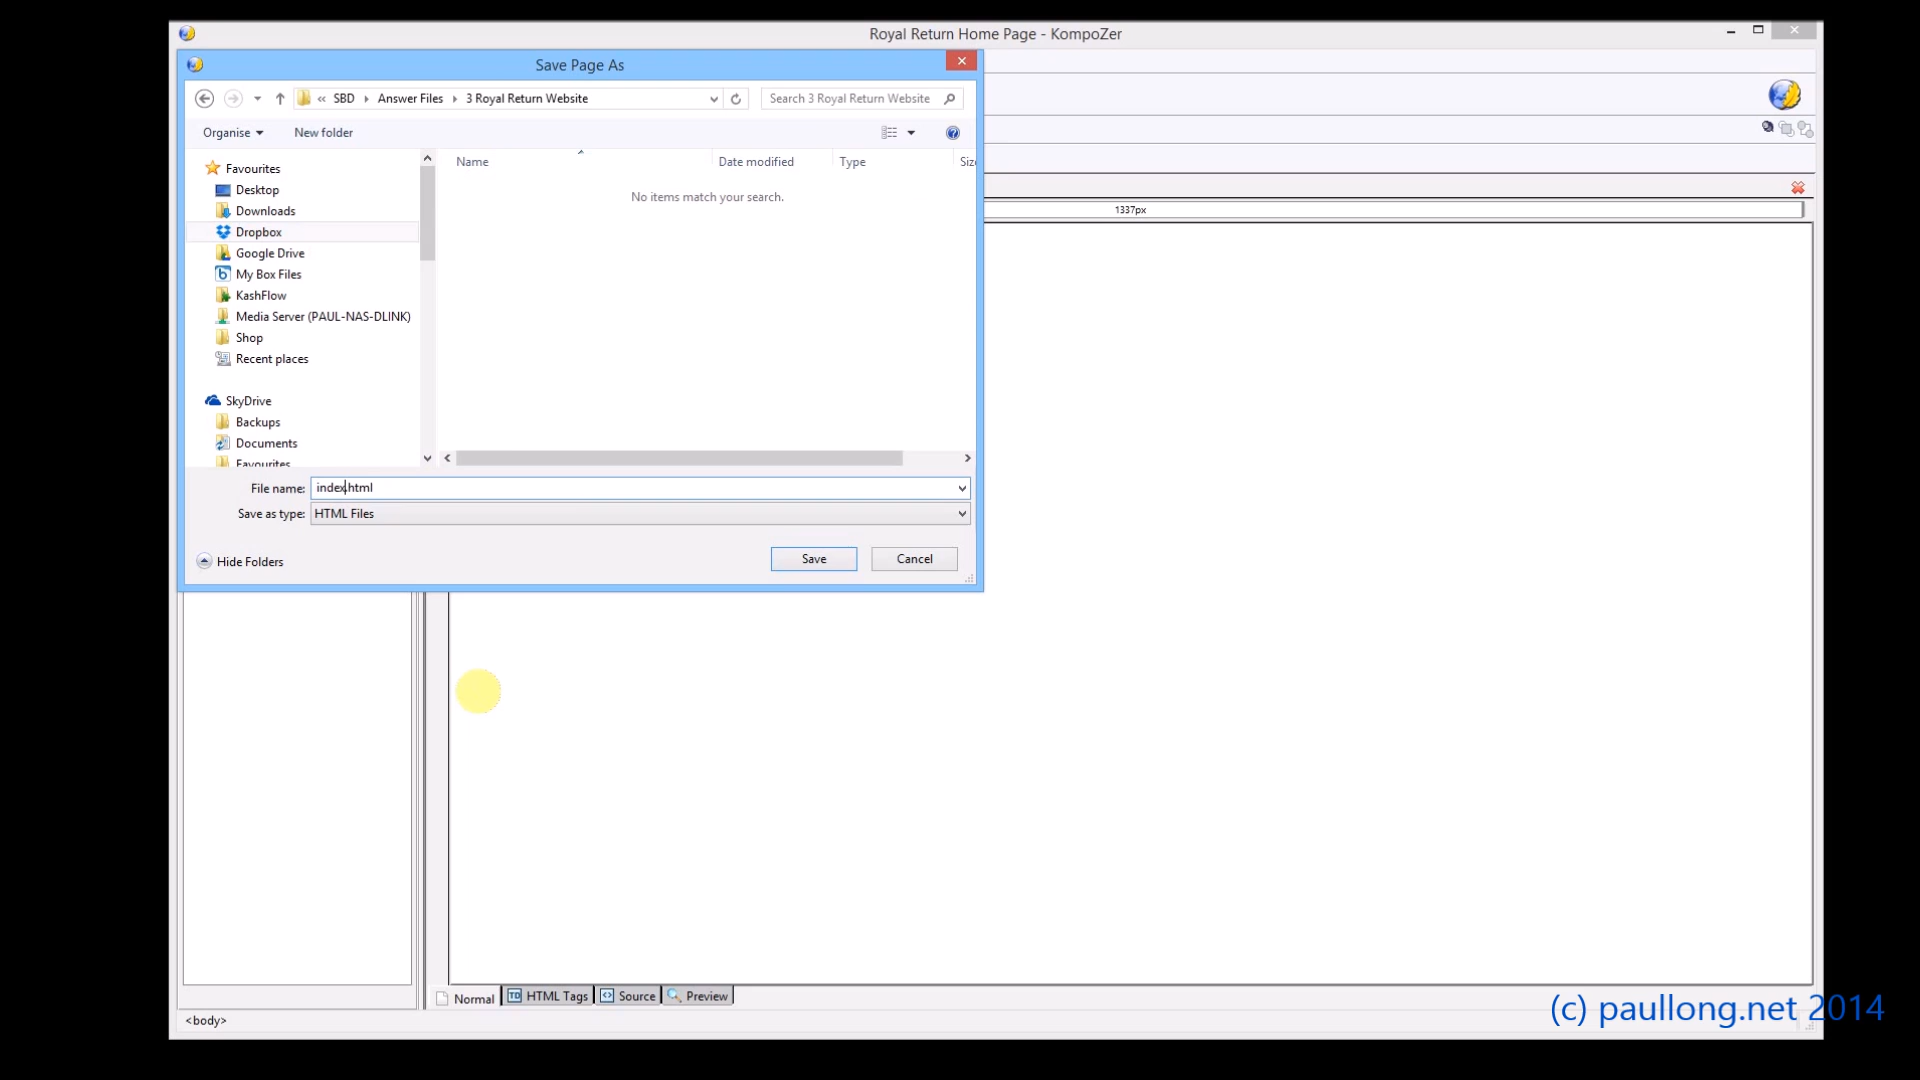 Royal Return Home Page - KompoZer
Save Page As
« SBD Answer Files 3 Royal Return Website
Search 3 Royal Return Website
Organise
New folder
Name
Date modified
Type
Siz
Favourites
No items match your search.
Desktop
Downloads
Dropbox
Google Drive
My Box Files
KashFlow
Media Server (PAUL-NAS-DLINK)
Shop
Recent places
SkyDrive
Backups
Documents
Favourites
1337px
File name: index.html
Save as type: HTML Files
Hide Folders
Save
Cancel
Normal
HTML Tags
Source
Preview
<body>
(c) paullong.net 2014